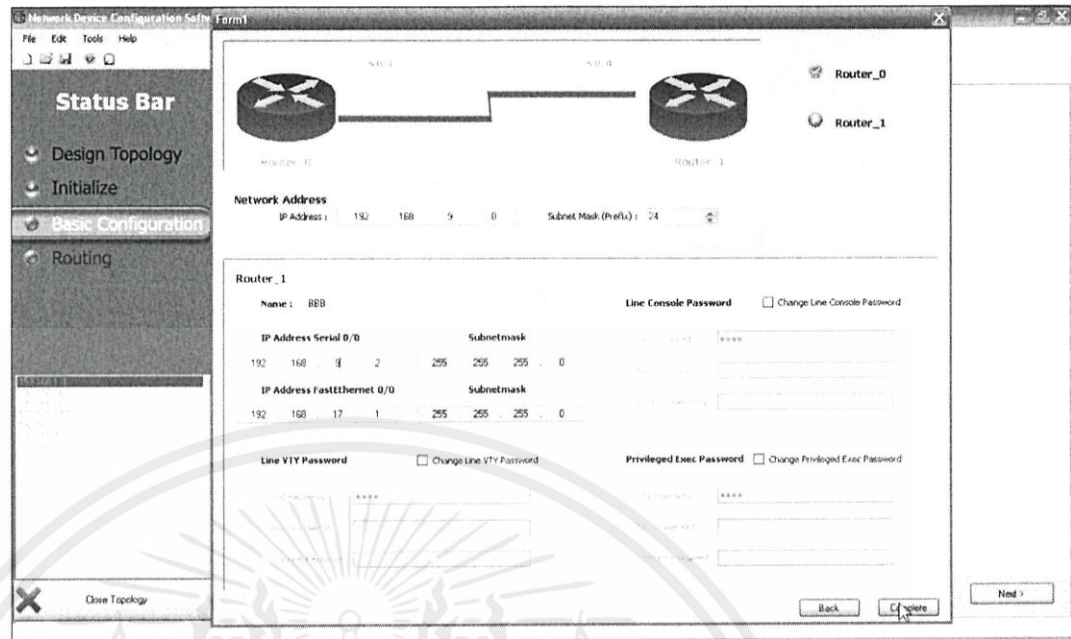 Network Device Configuration Softw
File Edit Tools Help
Status Bar
Design Topology
Initialize
Basic Configuration
Routing
Close Topology
Form1
Router_0
Router_1
Router_0
Router_1
Network Address
IP Address : 192 168 9 0 Subnet Mask (Prefix) : 24
Router_1
Name : BBB
IP Address Serial 0/0 Subnetmask
192 . 168 . 9 . 2 255 . 255 . 255 . 0
IP Address FastEthernet 0/0 Subnetmask
192 . 168 . 17 . 1 255 . 255 . 255 . 0
Line VTY Password Change Line VTY Password
****
Line Console Password Change Line Console Password
****
Privileged Exec Password Change Privileged Exec Password
****
Back Complete
Next >